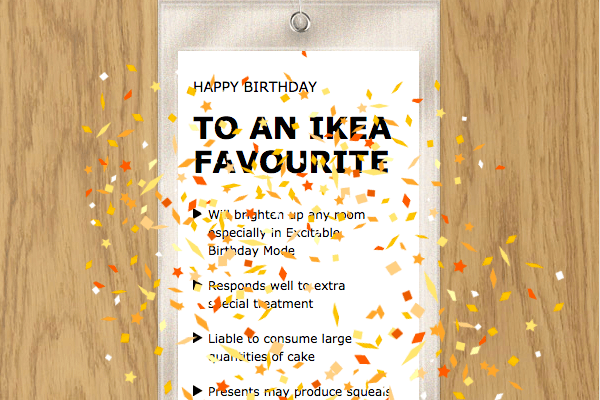 HAPPY BIRTHDAY
TO AN IKEA
FAVOURITE
Will brighten up any room
especially in Excitable
Birthday Mode
Responds well to extra
special treatment
Liable to consume large
quantities of cake
Presents may produce squeals